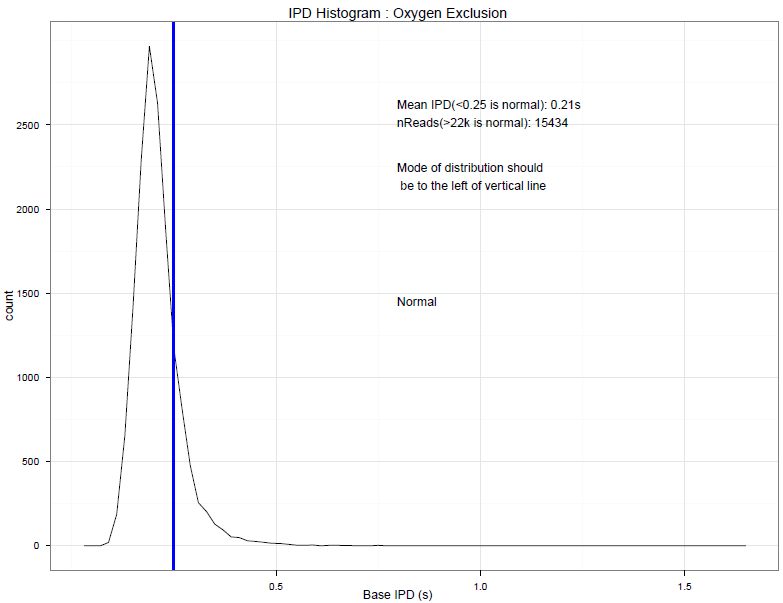 IPD Histogram : Oxygen Exclusion
Mean IPD(<0.25 is normal): 0.21s
nReads(>22k is normal): 15434
Mode of distribution should
be to the left of vertical line
Normal
count
2500
2000
1500
1000
500
0
0.5
1.0
1.5
Base IPD (s)